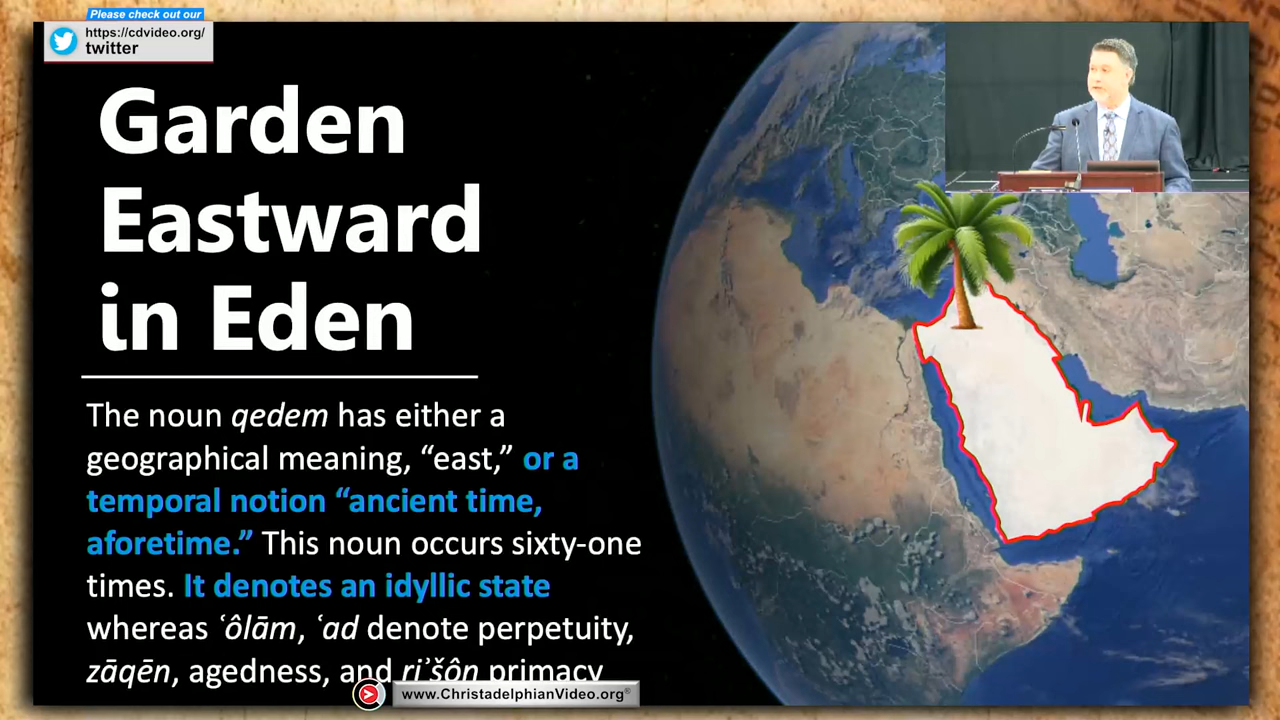 Please check out our
https://cdvideo.org/
twitter
Garden
Eastward
in Eden
The noun qedem has either a
geographical meaning, “east,” or a
temporal notion “ancient time,
aforetime.” This noun occurs sixty-one
times. It denotes an idyllic state
whereas ʿôlām, ʿad denote perpetuity,
zāqēn, agedness, and riʾšôn primacy
www.ChristadelphianVideo.org®